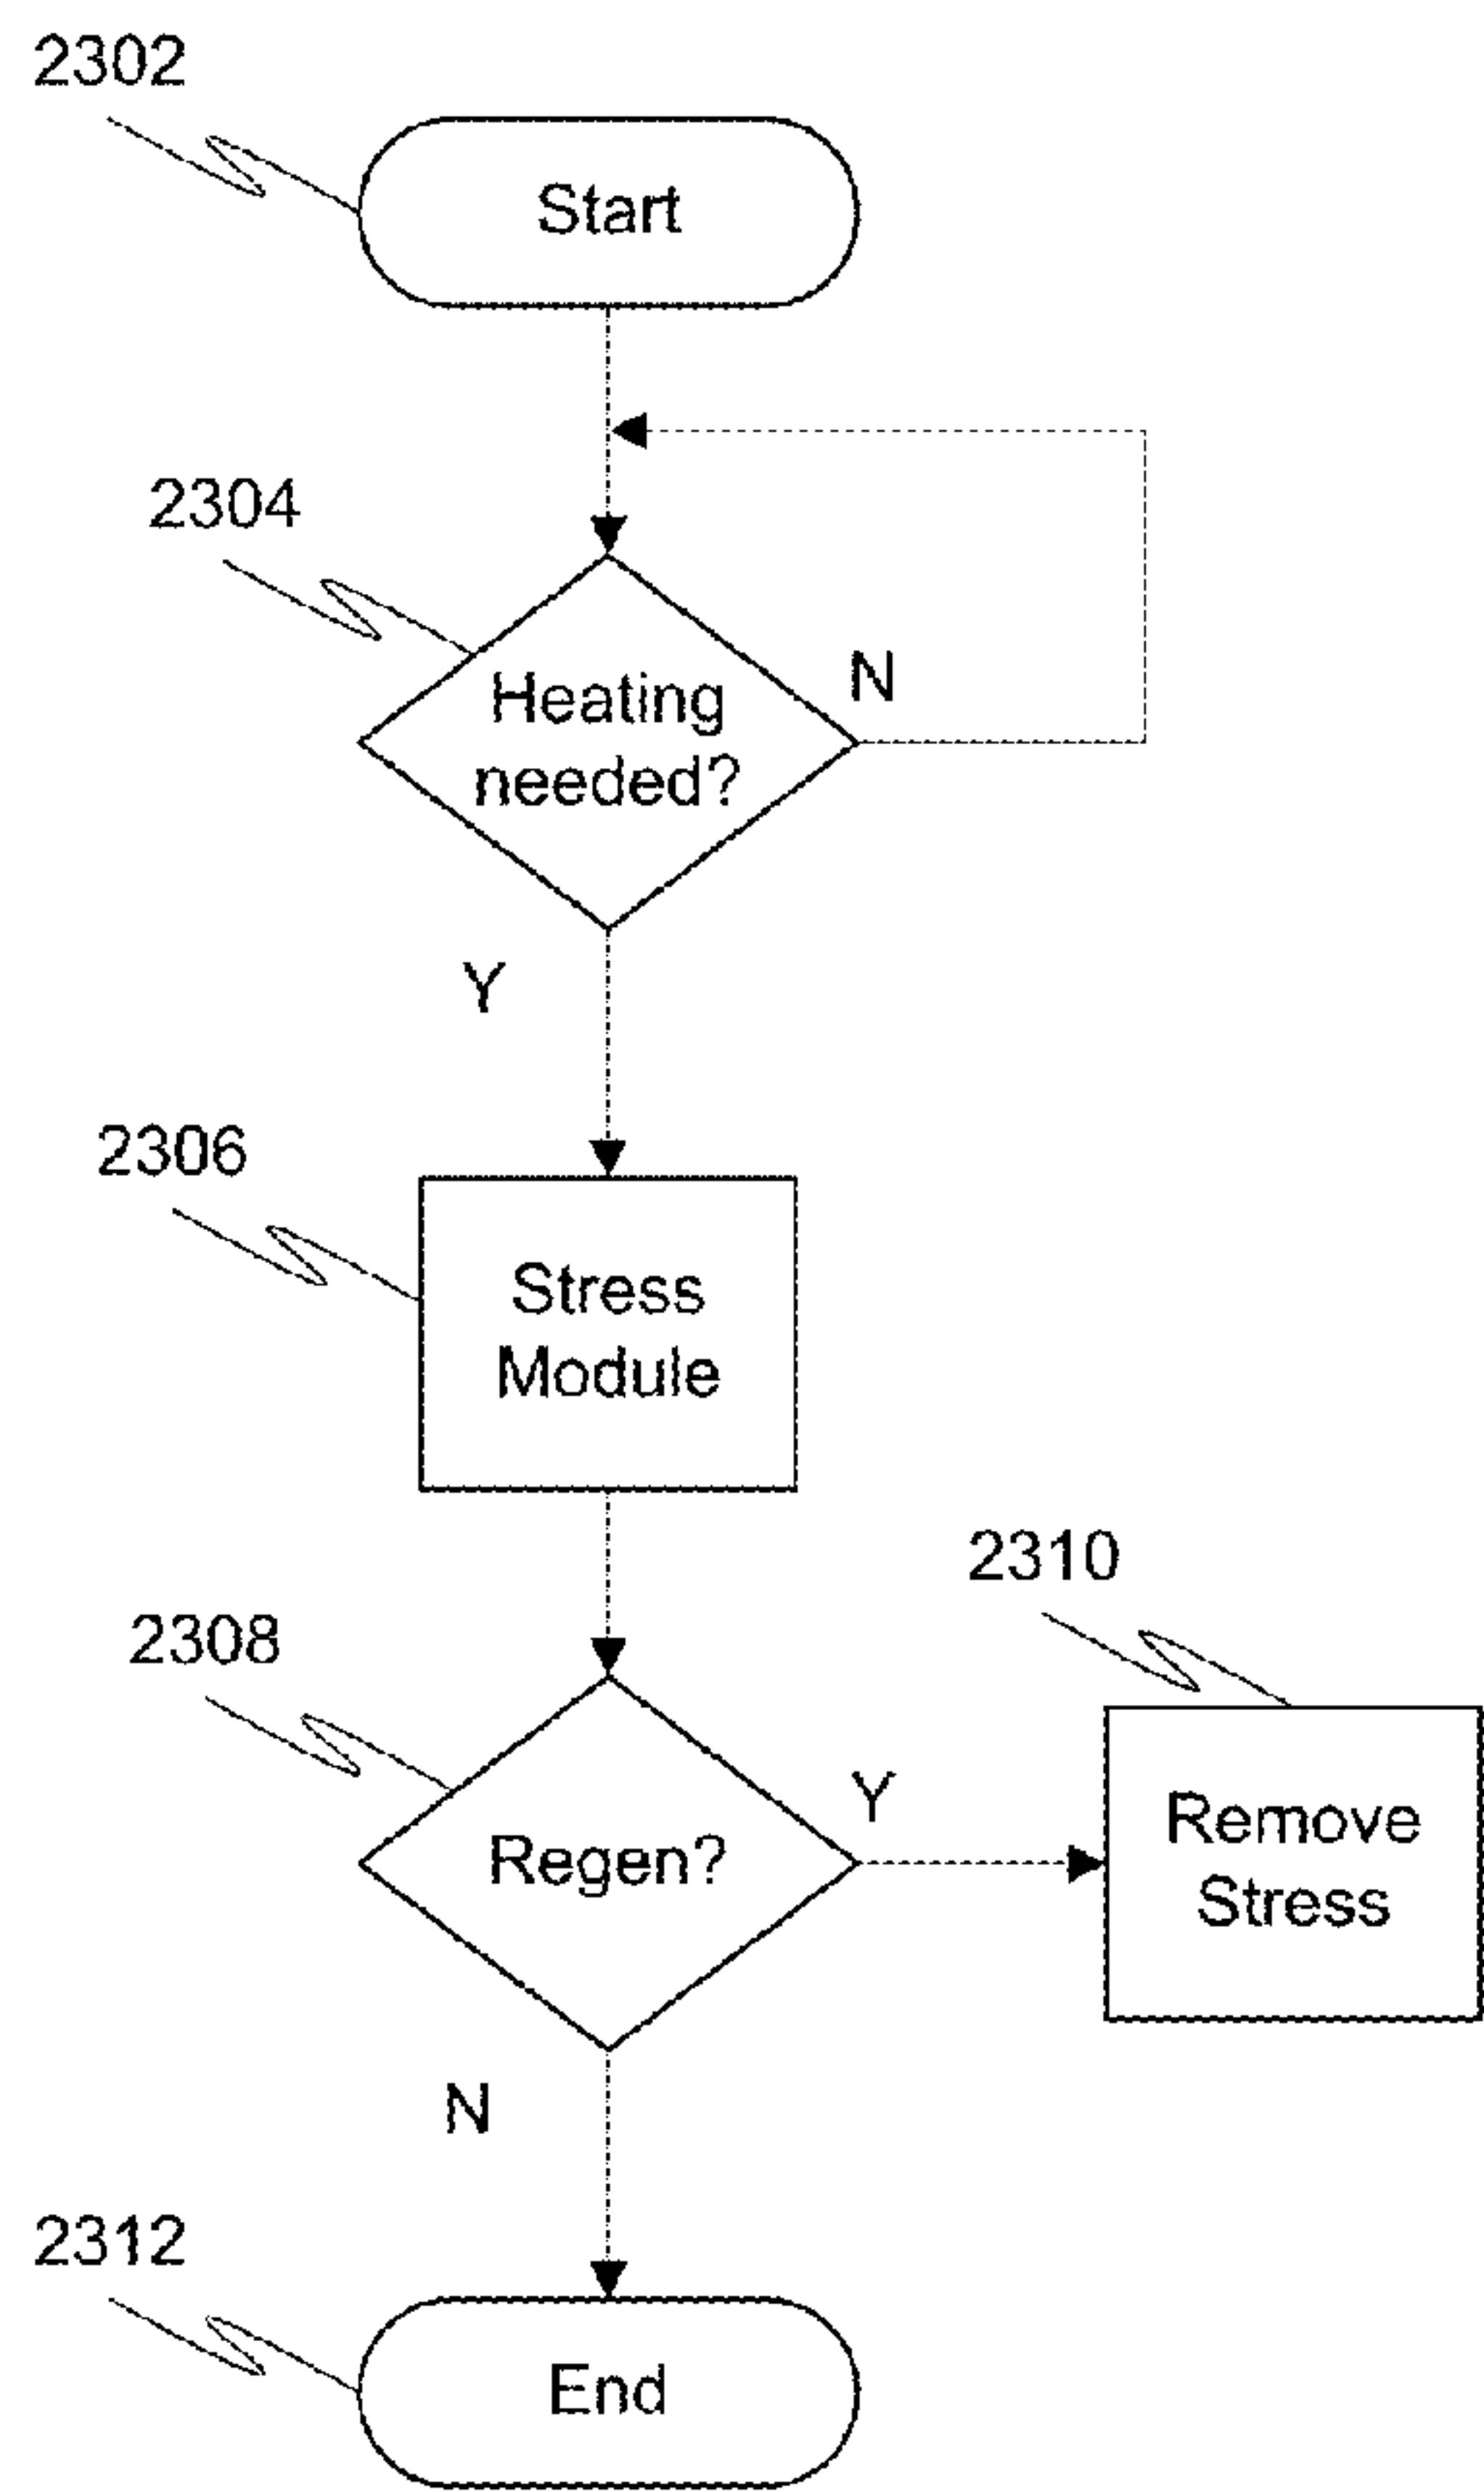 2302
Start
2304
Heating
needed?
N
Y
2306
Stress
Module
2310
2308
Y
Regen?
Remove
Stress
N
2312
End